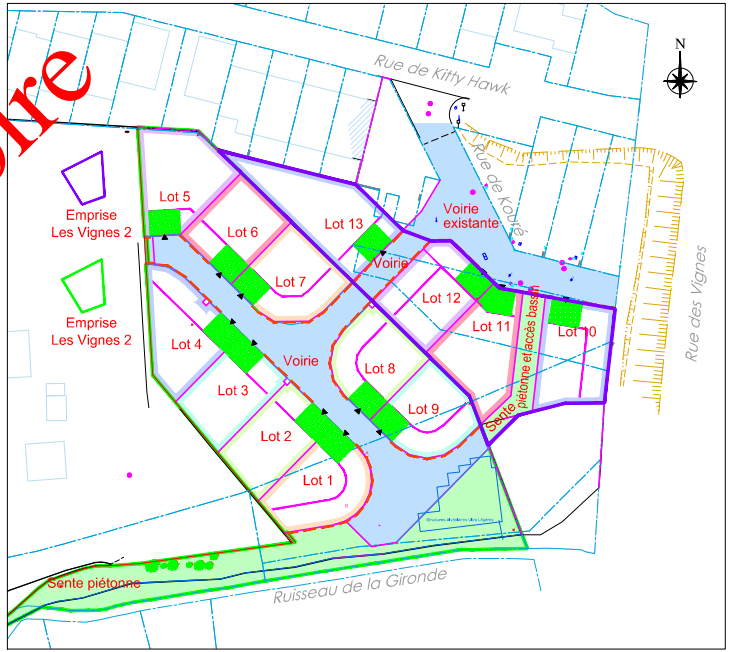 Rue de Kitty Hawk
N
Rue de Kouré
Voirie
existante
Lot 5
Lot 6
Lot 7
Lot 13
Voirie
Emprise
Les Vignes 2
Emprise
Les Vignes 2
Rue des Vignes
Lot 12
Lot 11
Lot 10
Sente piétonne et accès bassin
Lot 4
Lot 3
Lot 2
Lot 1
Voirie
Lot 8
Lot 9
Sente piétonne
Ruisseau de la Gironde